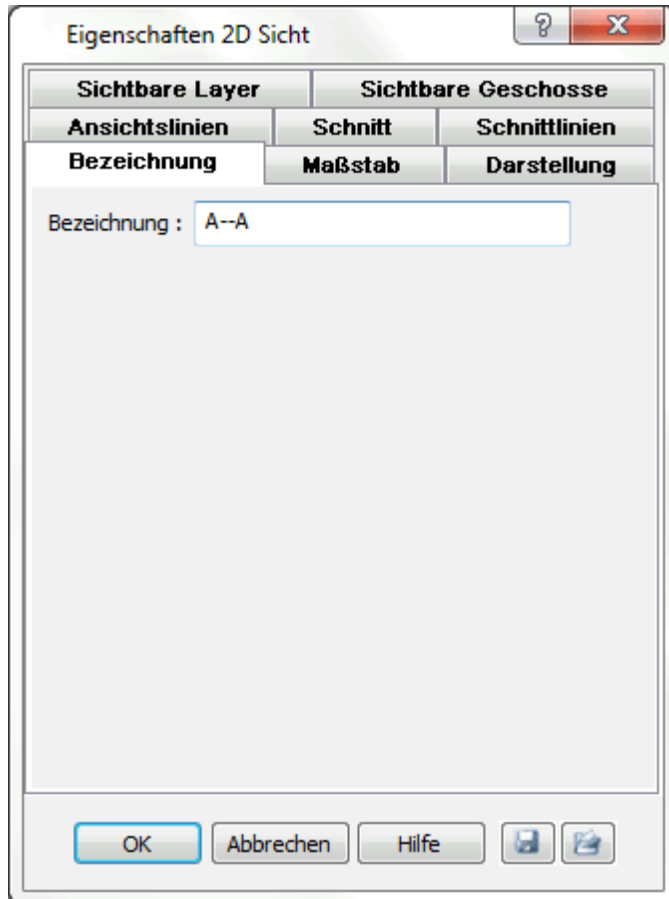 Eigenschaften 2D Sicht
Sichtbare Layer Sichtbare Geschosse
Ansichtslinien Schnitt Schnittlinien
Bezeichnung Maßstab Darstellung
Bezeichnung : A--A
OK Abbrechen Hilfe